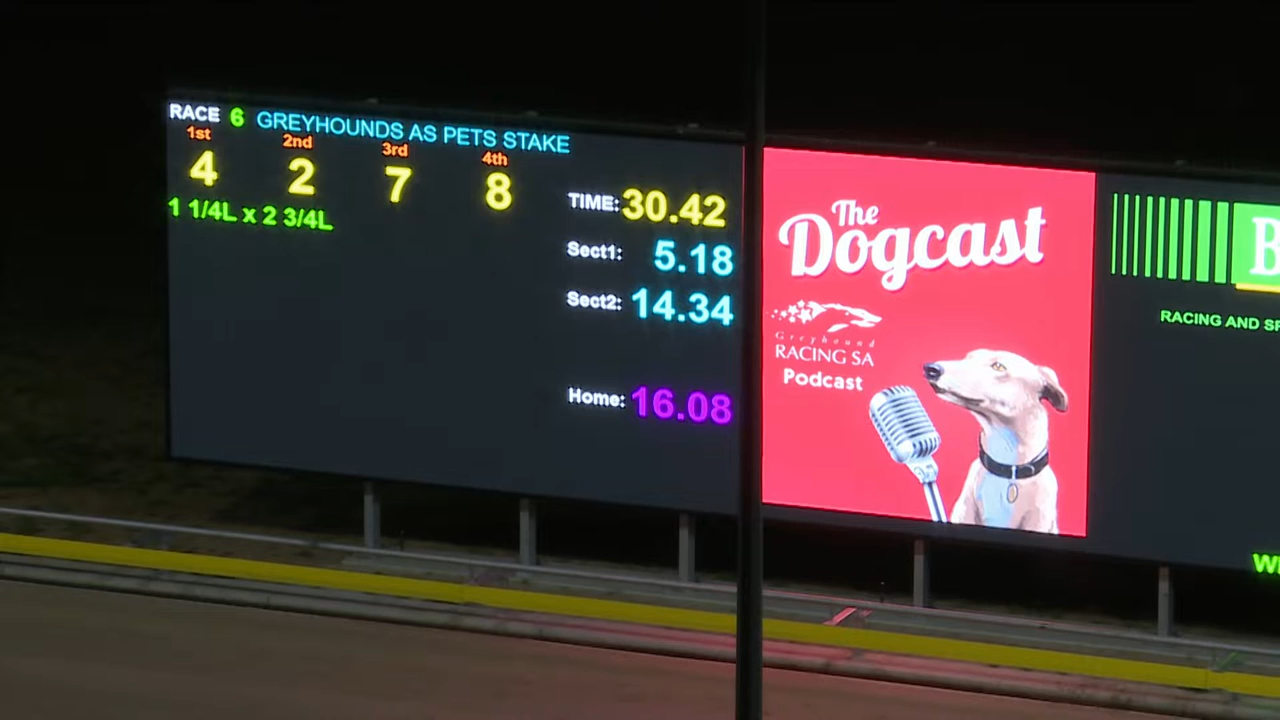 RACE 6 GREYHOUNDS AS PETS STAKE
1st 2nd 3rd 4th
4 2 7 8
1 1/4L x 2 3/4L
TIME: 30.42
Sect1: 5.18
Sect2: 14.34
Home: 16.08
The
Dogcast
Greyhound
RACING SA
Podcast
B
RACING AND